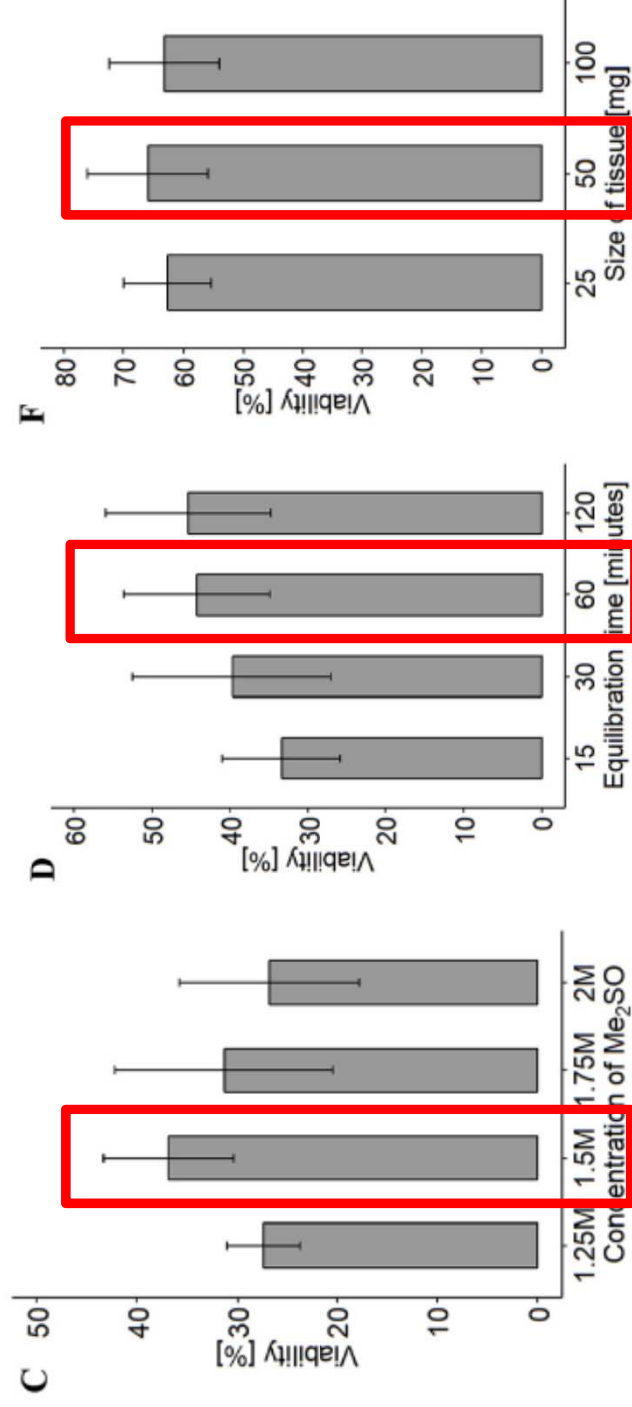 C
Viability [%]
50
40
30
20
10
0
1.25M 1.5M 1.75M 2M
Concentration of Me₂SO
D
Viability [%]
60
50
40
30
20
10
0
15 30 60 120
Equilibration ime [minutes]
F
Viability [%]
80
70
60
50
40
30
20
10
0
25 50 100
Size of tissue [mg]